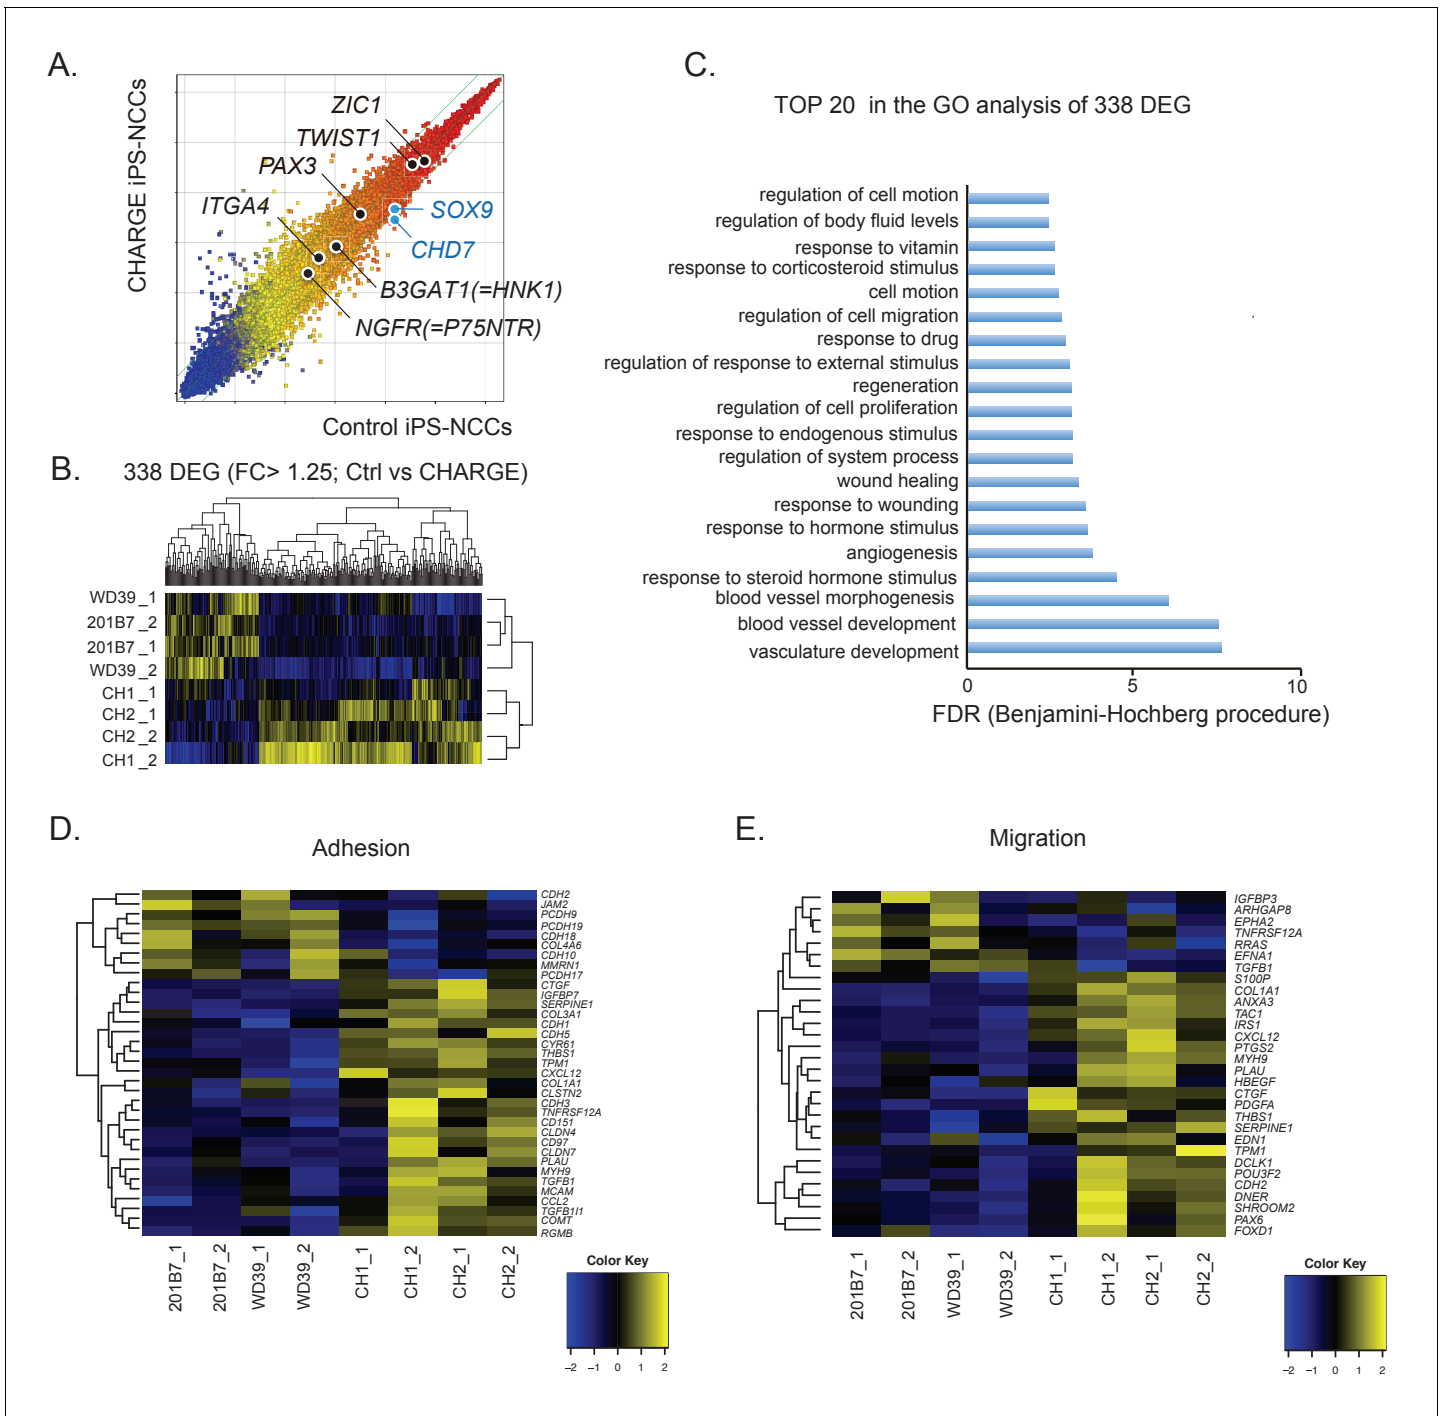 A.
CHARGE iPS-NCCs
ZIC1
TWIST1
PAX3
ITGA4
SOX9
CHD7
B3GAT1(=HNK1)
NGFR(=P75NTR)
Control iPS-NCCs
B.
338 DEG (FC> 1.25; Ctrl vs CHARGE)
WD39_1
201B7_2
201B7_1
WD39_2
CH1_1
CH2_1
CH2_2
CH1_2
C.
TOP 20 in the GO analysis of 338 DEG
regulation of cell motion
regulation of body fluid levels
response to vitamin
response to corticosteroid stimulus
cell motion
regulation of cell migration
response to drug
regulation of response to external stimulus
regeneration
regulation of cell proliferation
response to endogenous stimulus
regulation of system process
wound healing
response to wounding
response to hormone stimulus
angiogenesis
response to steroid hormone stimulus
blood vessel morphogenesis
blood vessel development
vasculature development
0 5 10
FDR (Benjamini-Hochberg procedure)
D.
Adhesion
CDH2
JAM2
PCDH9
PCDH19
CDH18
COL4A6
CDH10
MMRN1
PCDH17
CTGF
IGFBP7
SERPINE1
COL3A1
CDH1
CDH5
CYR61
THBS1
TPM1
CXCL12
COL1A1
CLSTN2
CDH3
TNFRSF12A
CD151
CLDN4
CD97
CLDN7
PLAU
MYH9
TGFB1
MCAM
CCL2
TGFB1I1
COMT
RGMB
201B7_1
201B7_2
WD39_1
WD39_2
CH1_1
CH1_2
CH2_1
CH2_2
Color Key
−2 −1 0 1 2
E.
Migration
IGFBP3
ARHGAP8
EPHA2
TNFRSF12A
RRAS
EFNA1
TGFB1
S100P
COL1A1
ANXA3
TAC1
IRS1
CXCL12
PTGS2
MYH9
PLAU
HBEGF
CTGF
PDGFA
THBS1
SERPINE1
EDN1
TPM1
DCLK1
POU3F2
CDH2
DNER
SHROOM2
PAX6
FOXD1
201B7_1
201B7_2
WD39_1
WD39_2
CH1_1
CH1_2
CH2_1
CH2_2
Color Key
−2 −1 0 1 2